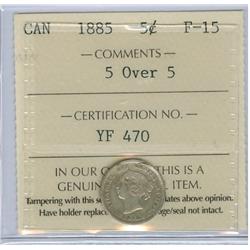 CAN 1885 5¢ F-15
COMMENTS
5 Over 5
CERTIFICATION NO.
YF 470
IN OUR THIS IS A
GENUIN ITEM.
Tampering with this se ates above opinion.
Have holder replac ge/seal not intact.